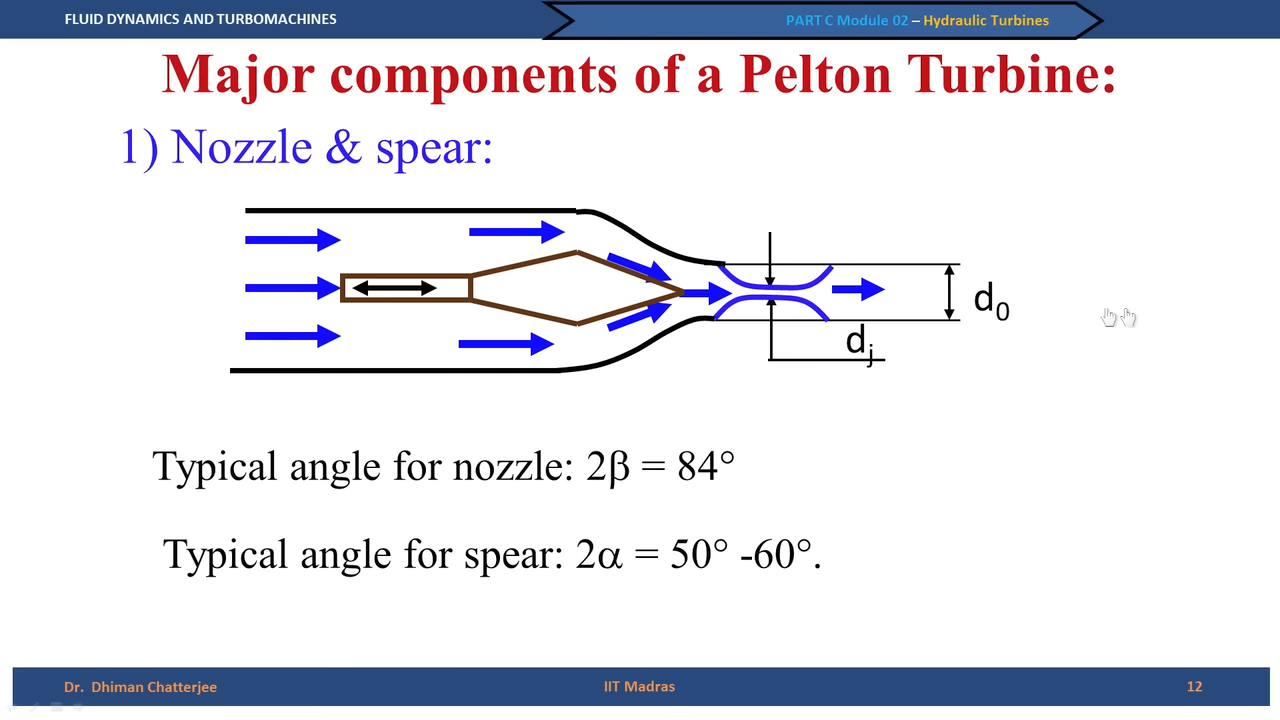 FLUID DYNAMICS AND TURBOMACHINES
PART C Module 02 – Hydraulic Turbines
Major components of a Pelton Turbine:
1) Nozzle & spear:
d₀
dⱼ
Typical angle for nozzle: 2β = 84°
Typical angle for spear: 2α = 50° -60°.
Dr. Dhiman Chatterjee
IIT Madras
12